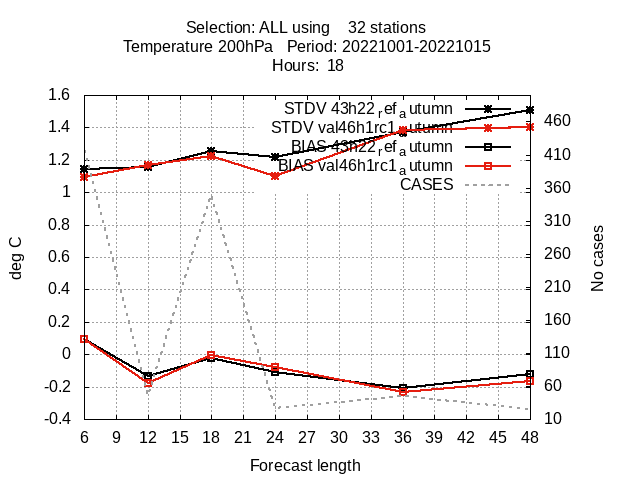 Selection: ALL using    32 stations
Temperature 200hPa   Period: 20221001-20221015
Hours: 18
STDV 43h22ref_autumn
STDV val46h1rc1_autumn
BIAS 43h22ref_autumn
BIAS val46h1rc1_autumn
CASES
1.6
1.4
1.2
1
0.8
0.6
0.4
0.2
0
-0.2
-0.4
deg C
460
410
360
310
260
210
160
110
60
10
No cases
6 9 12 15 18 21 24 27 30 33 36 39 42 45 48
Forecast length